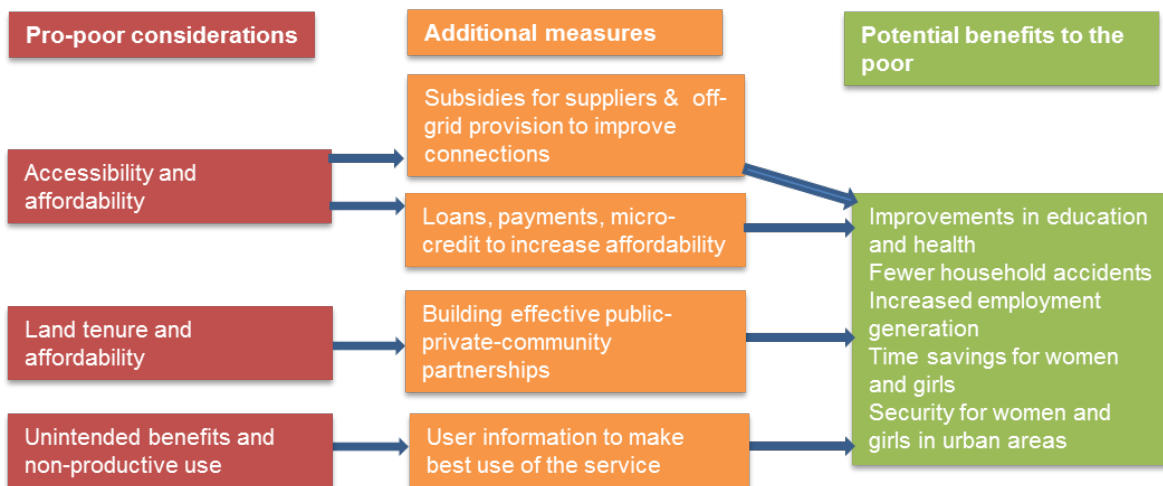 Pro-poor considerations
Additional measures
Potential benefits to the
poor
Subsidies for suppliers & off-
grid provision to improve
connections
Accessibility and
affordability
Loans, payments, micro-
credit to increase affordability
Improvements in education
and health
Fewer household accidents
Increased employment
generation
Time savings for women
and girls
Security for women and
girls in urban areas
Land tenure and
affordability
Building effective public-
private-community
partnerships
Unintended benefits and
non-productive use
User information to make
best use of the service